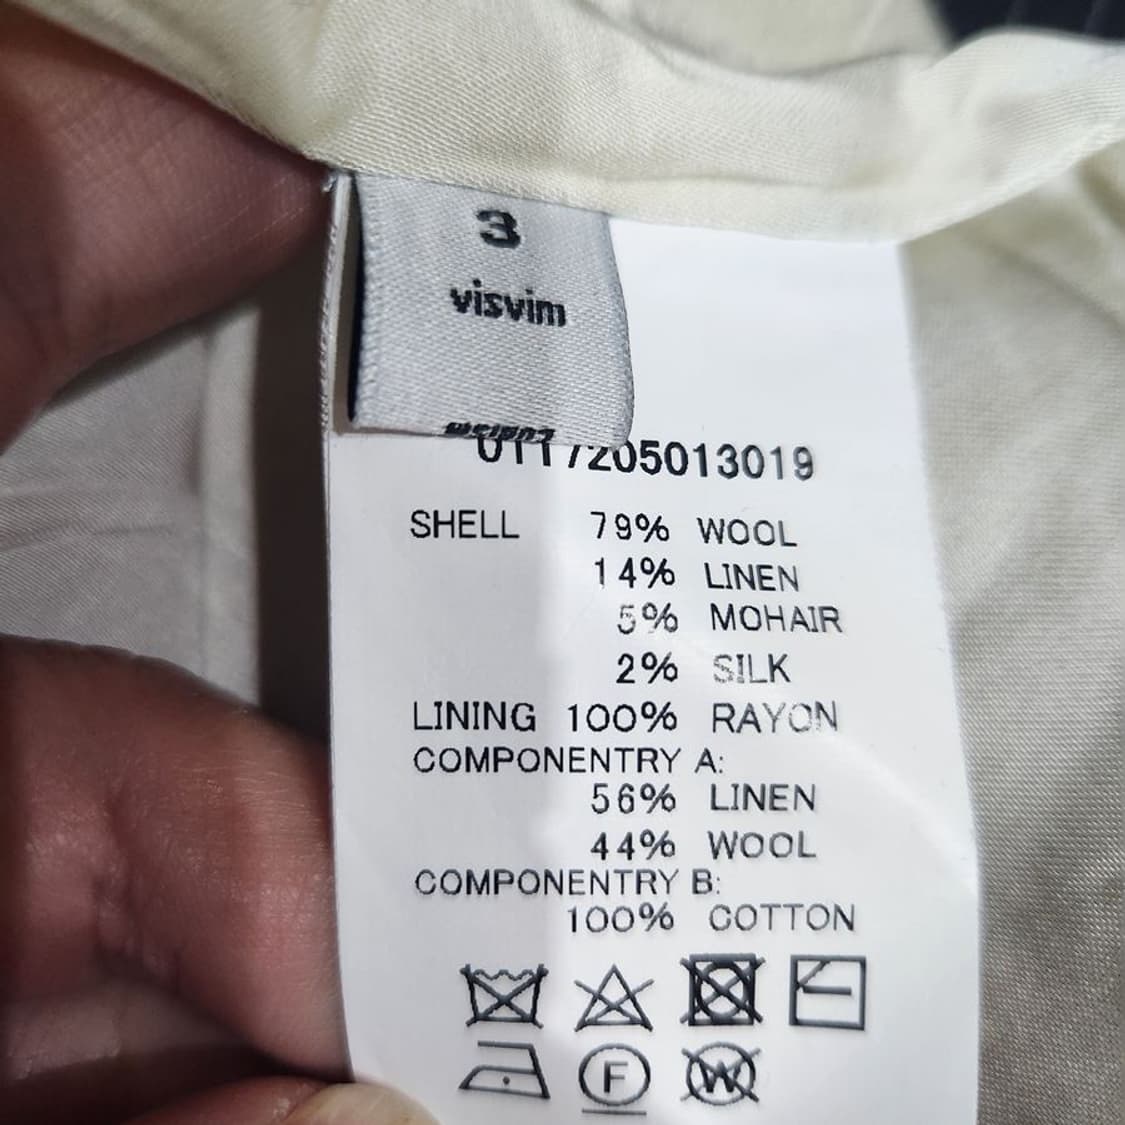 3
visvim
0117205013019
SHELL 79% WOOL
14% LINEN
5% MOHAIR
2% SILK
LINING 100% RAYON
COMPONENTRY A:
56% LINEN
44% WOOL
COMPONENTRY B:
100% COTTON
F
W